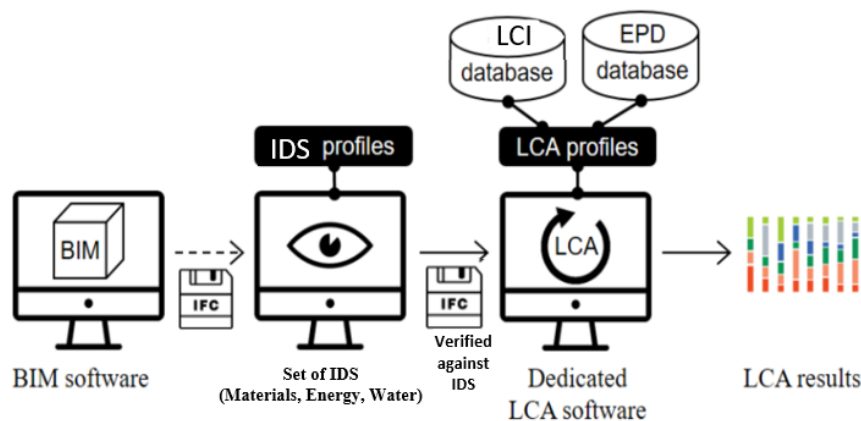 LCI
database
EPD
database
IDS profiles
LCA profiles
BIM
LCA
IFC
IFC
Verified
against
IDS
BIM software
Set of IDS
(Materials, Energy, Water)
Dedicated
LCA software
LCA results